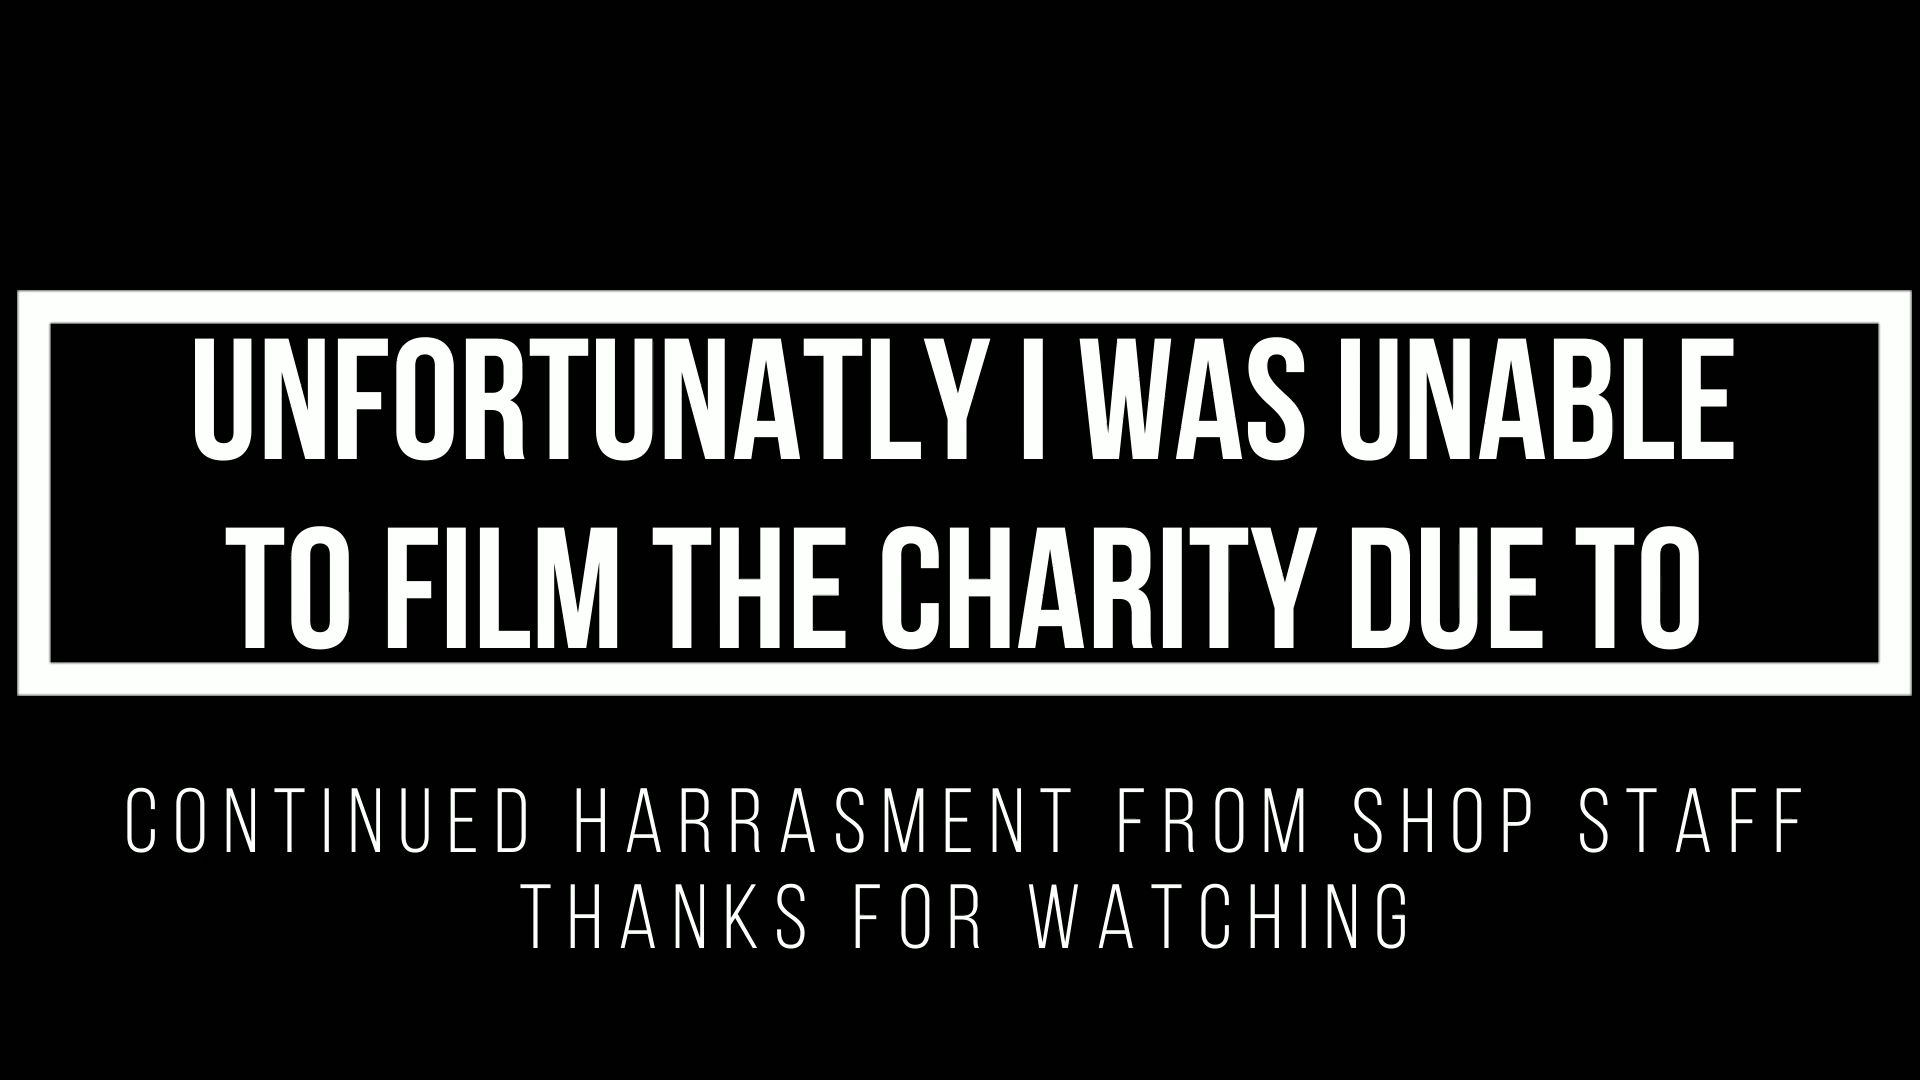 UNFORTUNATLY I WAS UNABLE
TO FILM THE CHARITY DUE TO
CONTINUED HARRASMENT FROM SHOP STAFF
THANKS FOR WATCHING